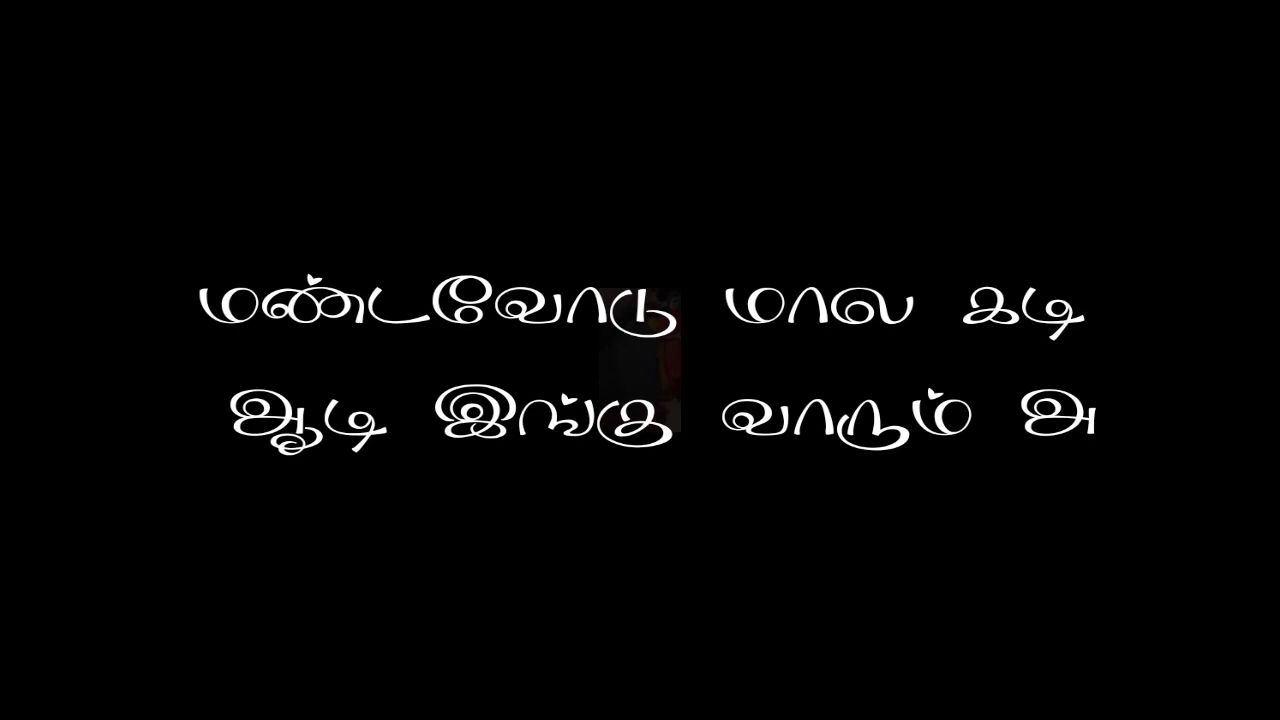 மண்டவோடு மால கடி
ஆடி இங்கு வாரும் அ